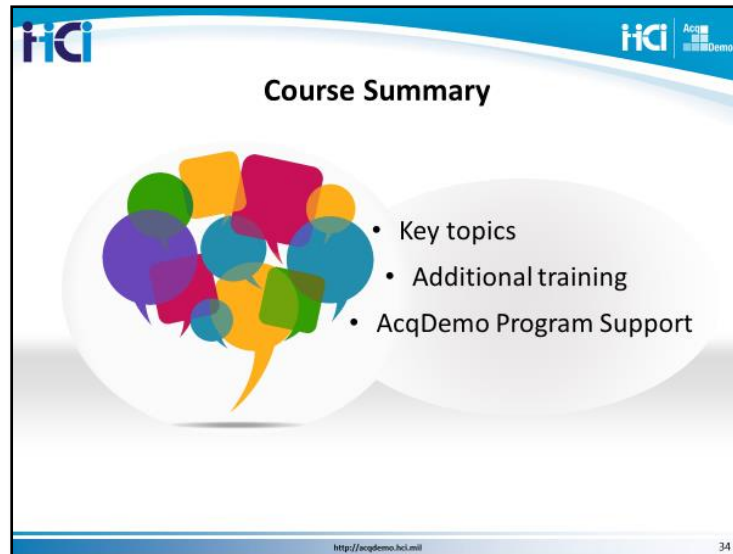 HCi
HCi Acq
Demo
Course Summary
• Key topics
• Additional training
• AcqDemo Program Support
http://acqdemo.hci.mil
34